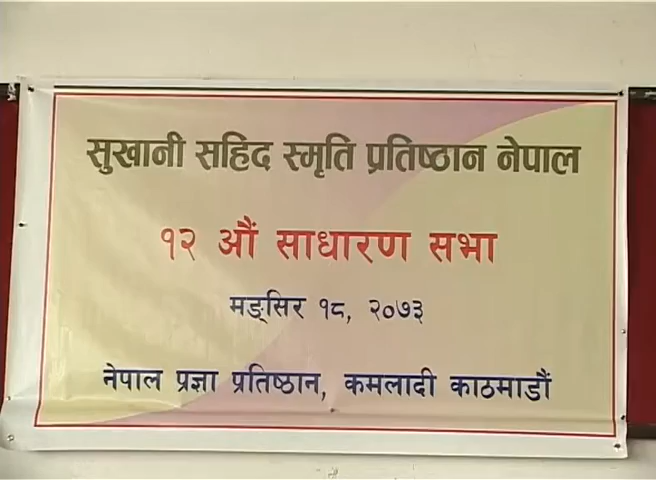 सुखानी सहिद स्मृति प्रतिष्ठान नेपाल
१२ औं साधारण सभा
मङ्सिर १८, २०७३
नेपाल प्रज्ञा प्रतिष्ठान, कमलादी काठमाडौं